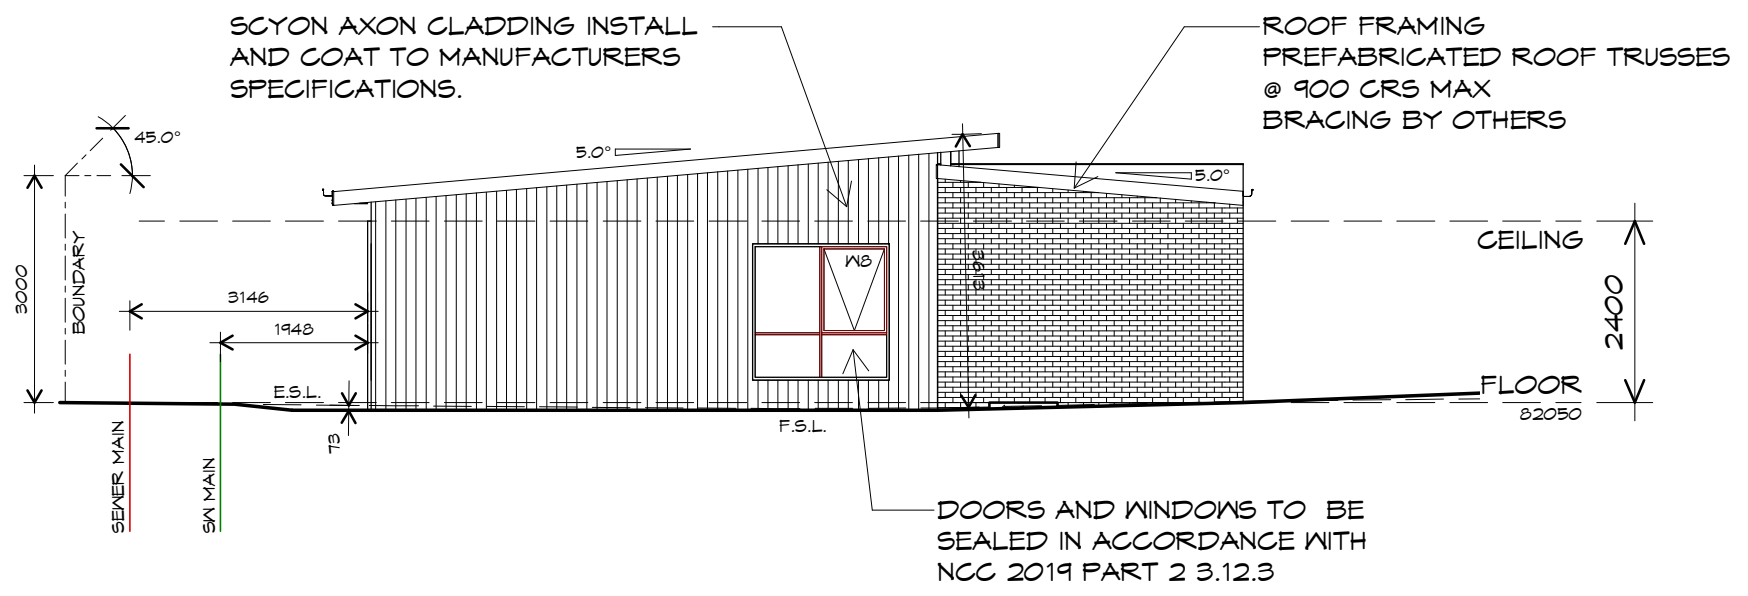 SCYON AXON CLADDING INSTALL
AND COAT TO MANUFACTURERS
SPECIFICATIONS.
ROOF FRAMING
PREFABRICATED ROOF TRUSSES
@ 900 CRS MAX
BRACING BY OTHERS
45.0°
5.0°
5.0°
3000
BOUNDARY
3146
1948
W8
CEILING
2400
FLOOR
82050
E.S.L.
73
F.S.L.
SEWER MAIN
SW MAIN
DOORS AND WINDOWS TO BE
SEALED IN ACCORDANCE WITH
NCC 2019 PART 2 3.12.3